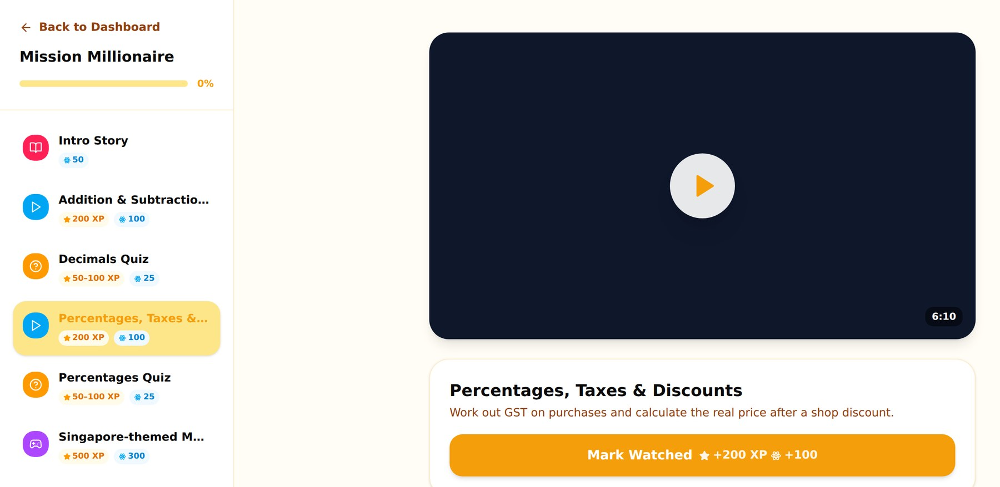 Back to Dashboard
Mission Millionaire
0%
Intro Story
50
Addition & Subtractio...
200 XP 100
Decimals Quiz
50–100 XP 25
Percentages, Taxes &...
200 XP 100
Percentages Quiz
50–100 XP 25
Singapore-themed M...
500 XP 300
6:10
Percentages, Taxes & Discounts
Work out GST on purchases and calculate the real price after a shop discount.
Mark Watched +200 XP +100